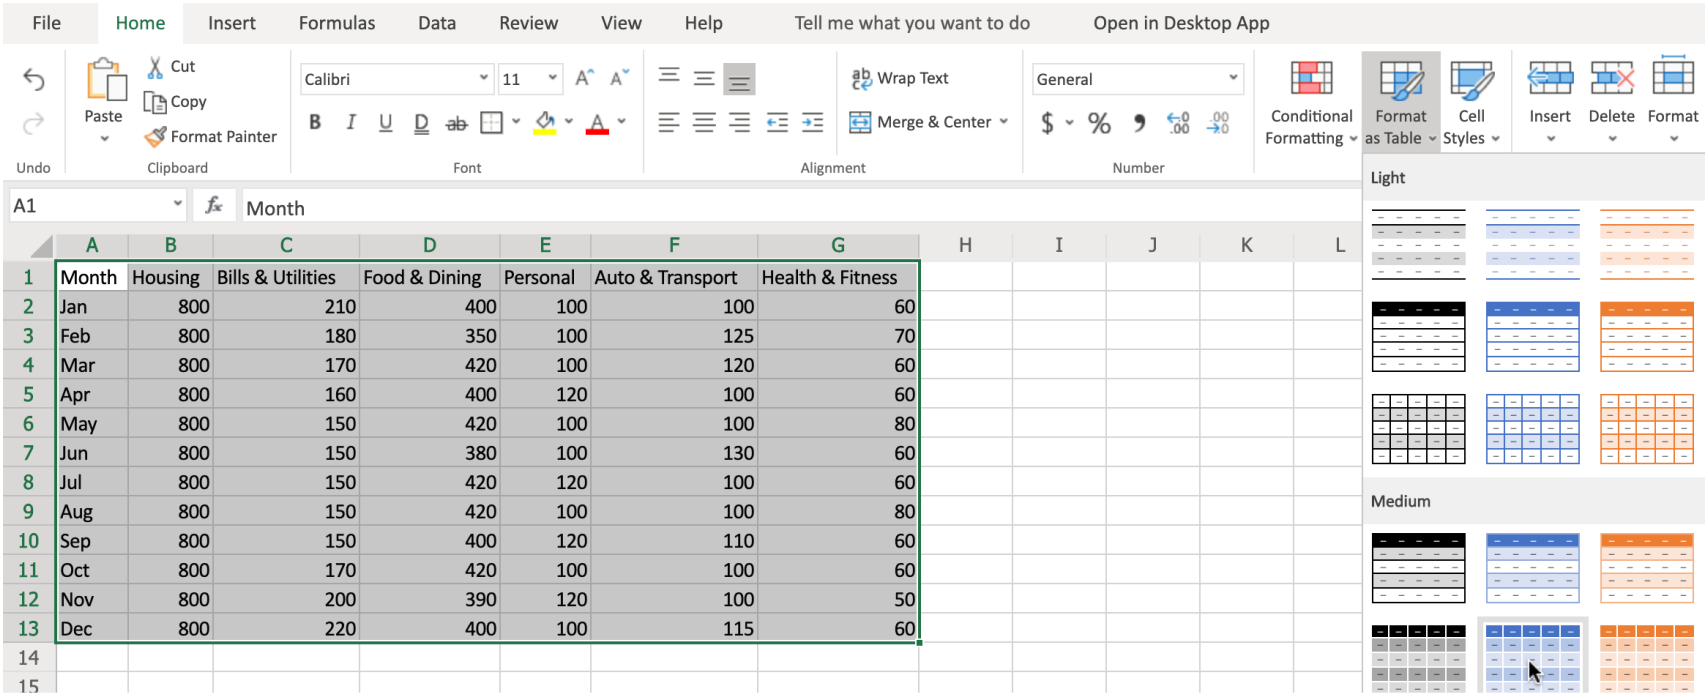 File Home Insert Formulas Data Review View Help Tell me what you want to do Open in Desktop App
Cut
Copy
Format Painter
Paste
Undo
Clipboard
Calibri 11
B I U D ab A
Font
Wrap Text
Merge & Center
Alignment
General
$ % .00 .00
Number
Conditional
Formatting
Format
as Table
Cell
Styles
Insert
Delete
Format
A1 fx Month
Light
A B C D E F G H I J K L
1 Month Housing Bills & Utilities Food & Dining Personal Auto & Transport Health & Fitness
2 Jan 800 210 400 100 100 60
3 Feb 800 180 350 100 125 70
4 Mar 800 170 420 100 120 60
5 Apr 800 160 400 120 100 60
6 May 800 150 420 100 100 80
7 Jun 800 150 380 100 130 60
8 Jul 800 150 420 120 100 60
9 Aug 800 150 420 100 100 80
10 Sep 800 150 400 120 110 60
11 Oct 800 170 420 100 100 60
12 Nov 800 200 390 120 100 50
13 Dec 800 220 400 100 115 60
14
15
Medium